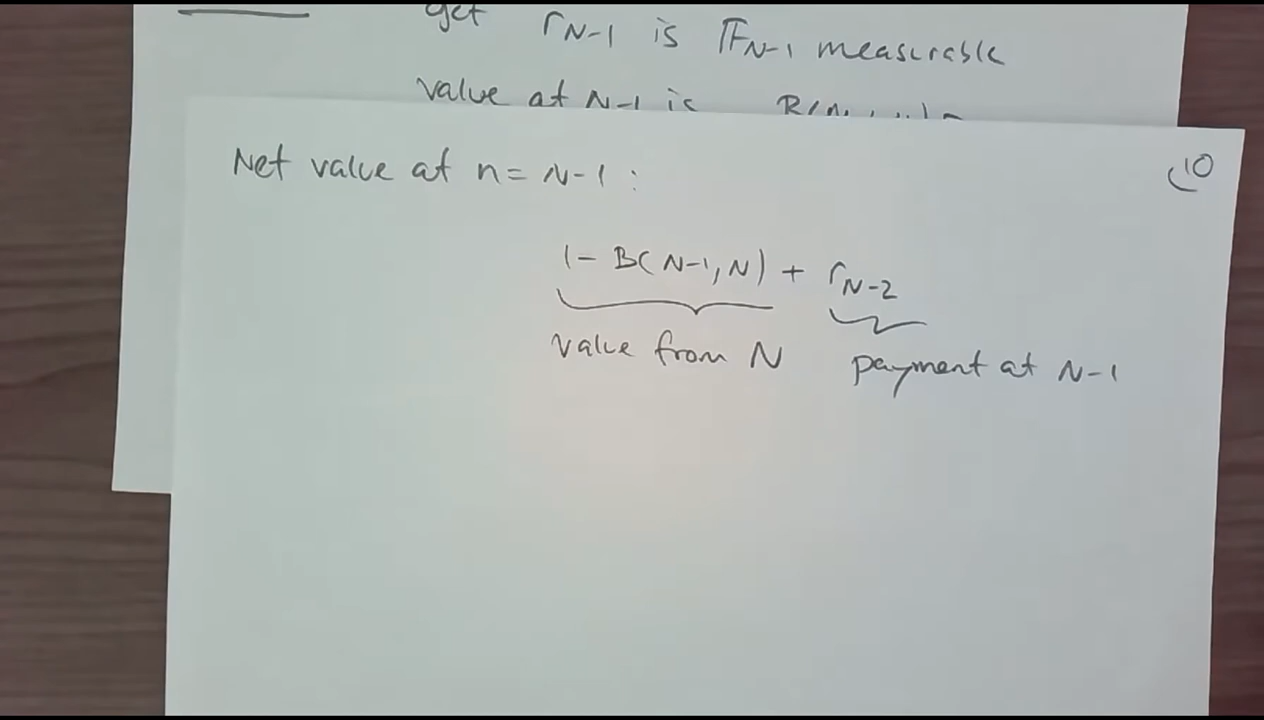 get r_{N-1} is F_{N-1} measurable
value at N-1 is
10
Net value at n = N-1 :
1 - B(N-1, N) + r_{N-2}
value from N
payment at N-1